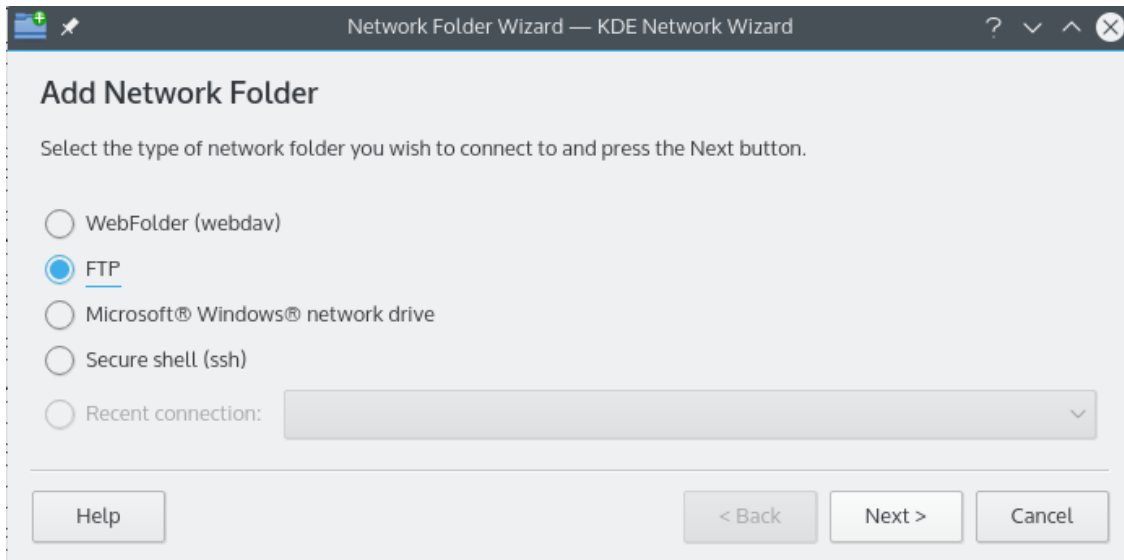 Network Folder Wizard — KDE Network Wizard
Add Network Folder
Select the type of network folder you wish to connect to and press the Next button.
WebFolder (webdav)
FTP
Microsoft® Windows® network drive
Secure shell (ssh)
Recent connection:
Help < Back Next > Cancel